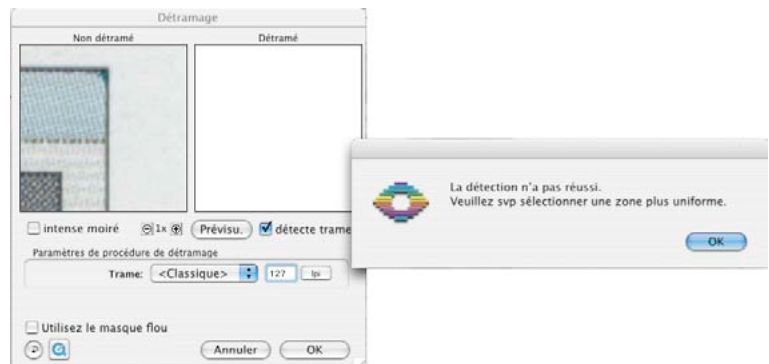 Détramage
Non détramé
Détramé
intense moiré
1x
Prévisu.
détecte trame
Paramètres de procédure de détramage
Trame:
<Classique>
127
lpi
Utilisez le masque flou
Annuler
OK
La détection n'a pas réussi.
Veuillez svp sélectionner une zone plus uniforme.
OK